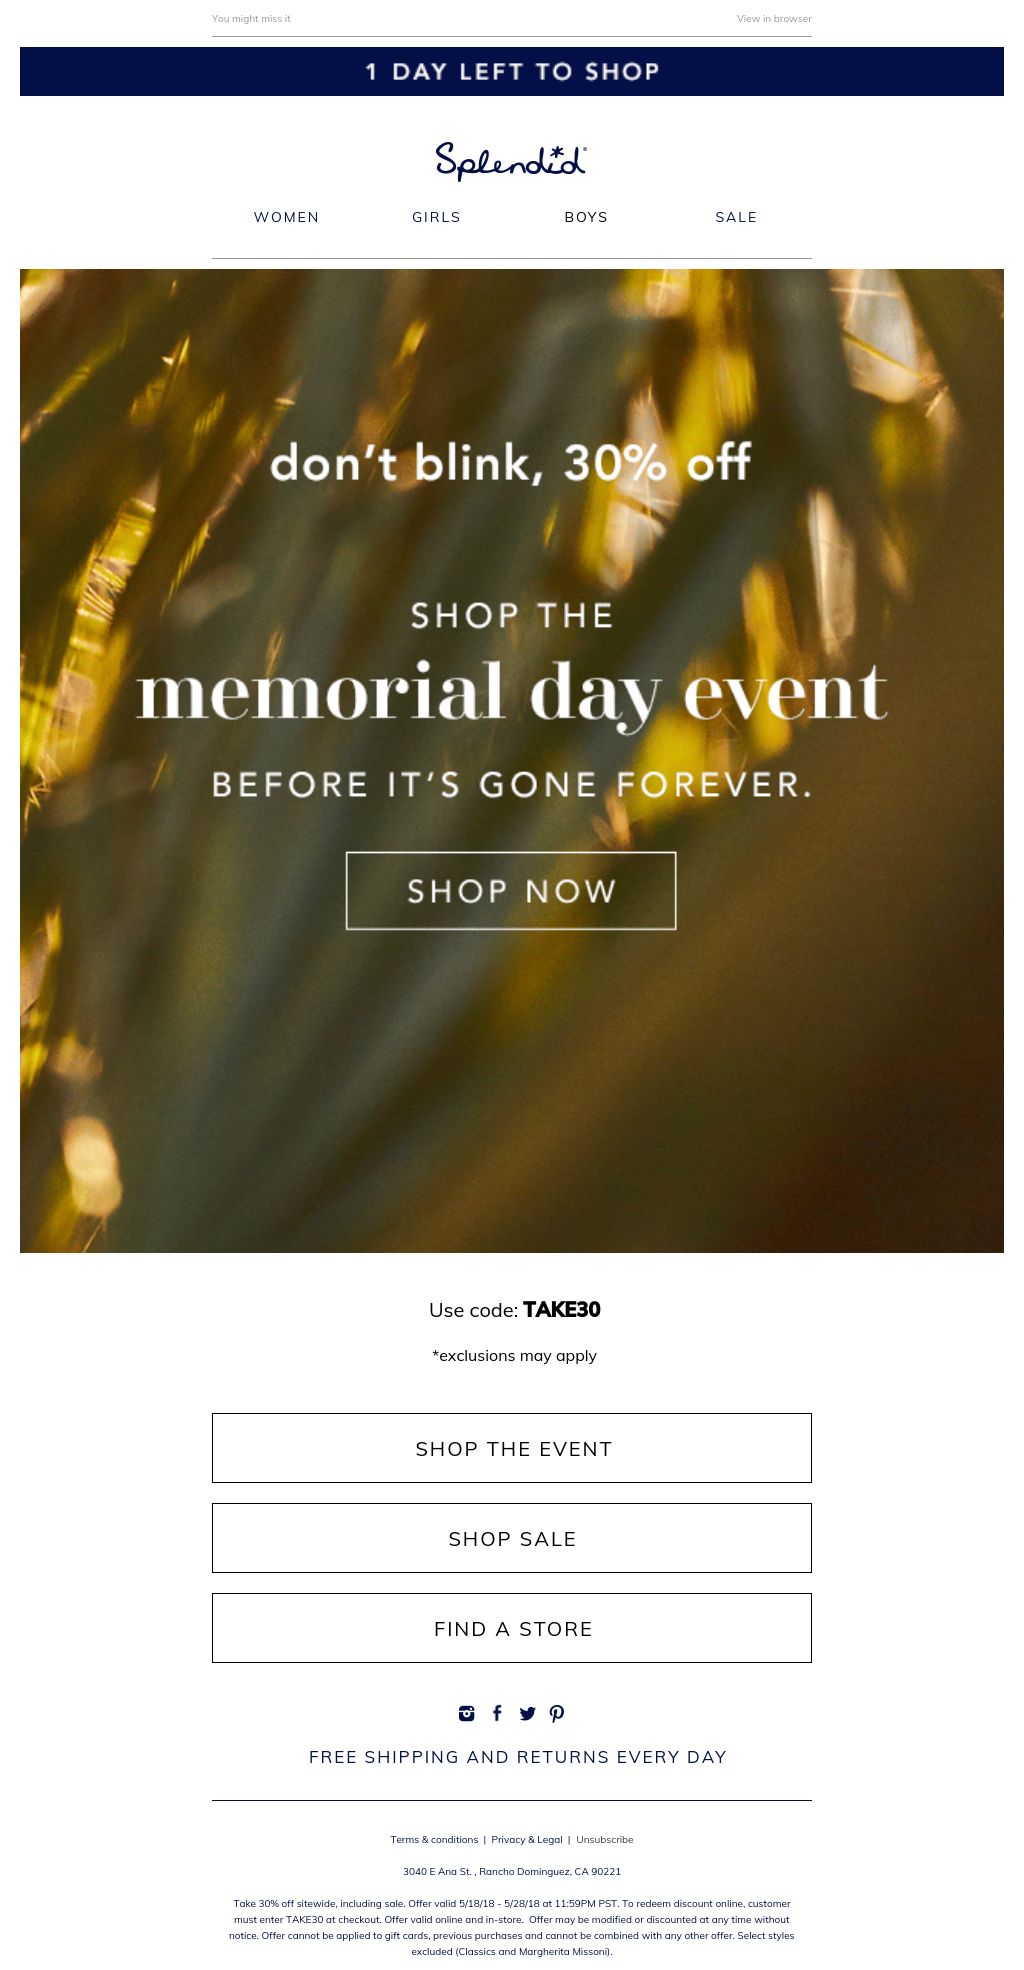 You might miss it
View in browser
1 DAY LEFT TO SHOP
Splendid
WOMEN GIRLS BOYS SALE
don't blink, 30% off
SHOP THE
memorial day event
BEFORE IT'S GONE FOREVER.
SHOP NOW
Use code: TAKE30
*exclusions may apply
SHOP THE EVENT
SHOP SALE
FIND A STORE
FREE SHIPPING AND RETURNS EVERY DAY
Terms & conditions | Privacy & Legal | Unsubscribe
3040 E Ana St. , Rancho Dominguez, CA 90221
Take 30% off sitewide, including sale. Offer valid 5/18/18 - 5/28/18 at 11:59PM PST. To redeem discount online, customer
must enter TAKE30 at checkout. Offer valid online and in-store.  Offer may be modified or discounted at any time without
notice. Offer cannot be applied to gift cards, previous purchases and cannot be combined with any other offer. Select styles
excluded (Classics and Margherita Missoni).